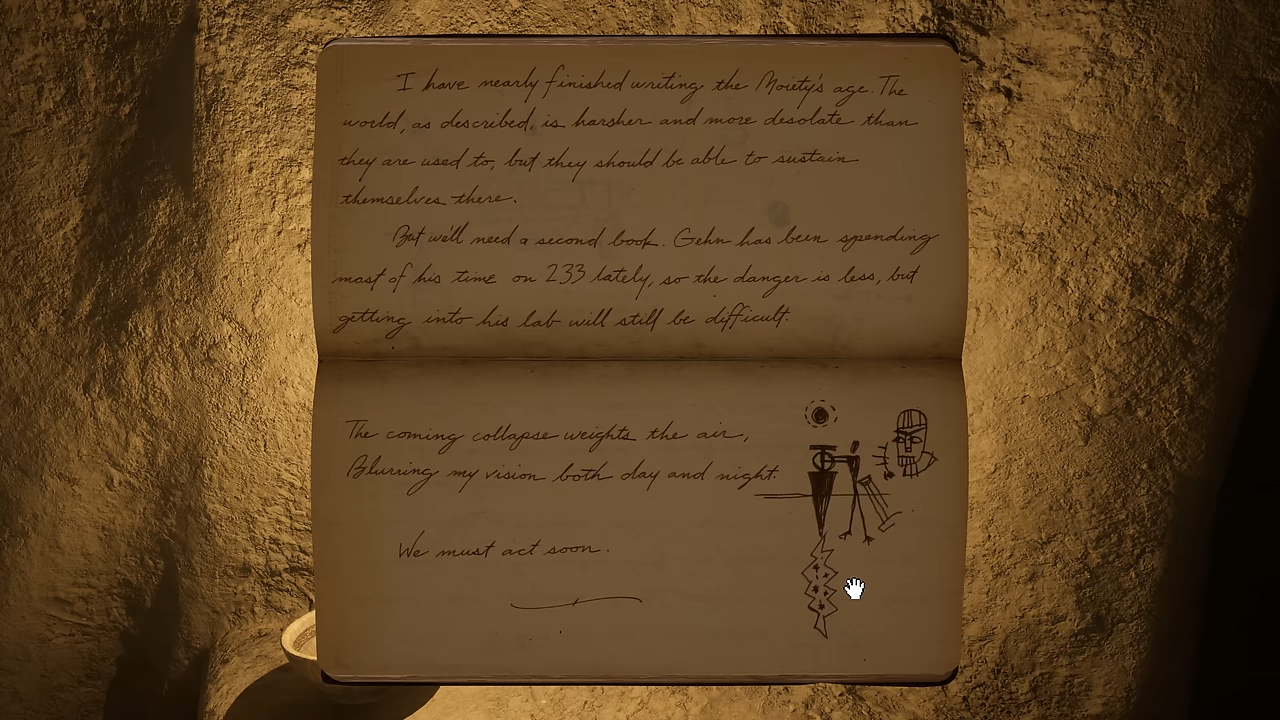 I have nearly finished writing the Moiety's age. The
world, as described, is harsher and more desolate than
they are used to, but they should be able to sustain
themselves there.
But we'll need a second book. Gehn has been spending
most of his time on 233 lately, so the danger is less, but
getting into his lab will still be difficult.
The coming collapse weights the air,
Blurring my vision both day and night.
We must act soon.